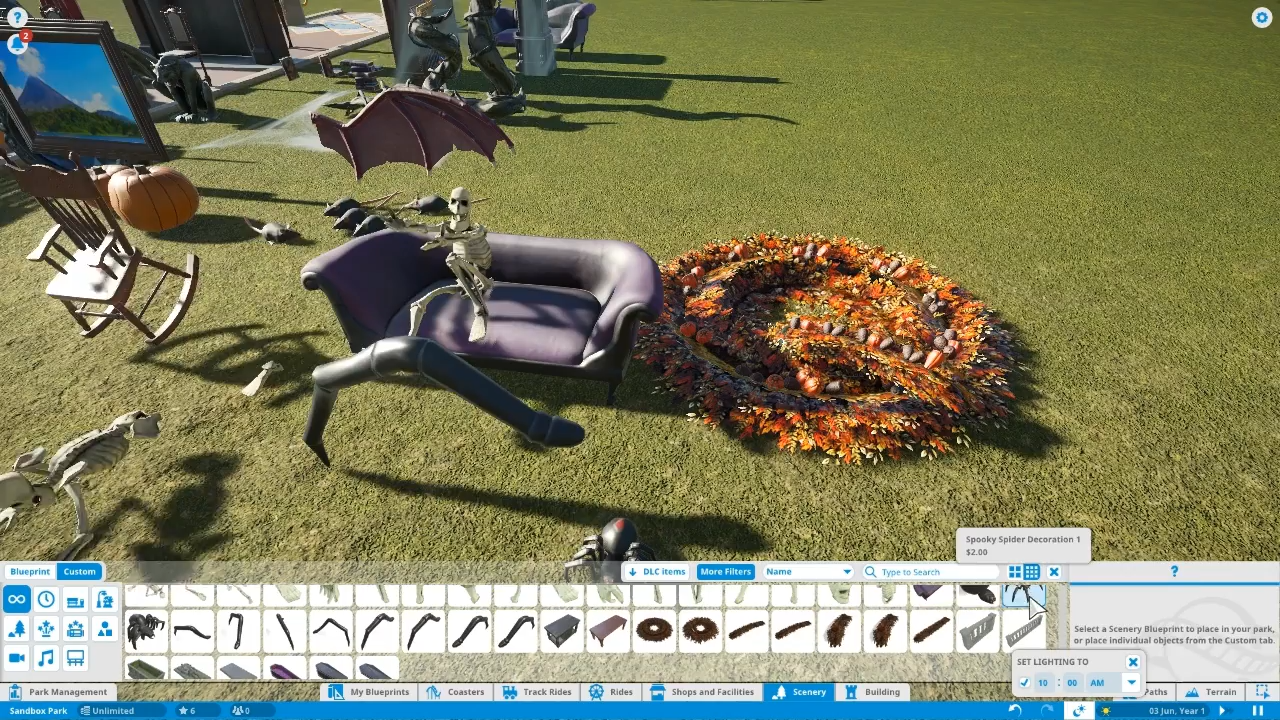 ?
2
Spooky Spider Decoration 1
$2.00
Blueprint Custom
DLC items More Filters Name Type to Search
?
Select a Scenery Blueprint to place in your park,
or place individual objects from the Custom tab
SET LIGHTING TO
10 : 00 AM
Park Management My Blueprints Coasters Track Rides Rides Shops and Facilities Scenery Building Paths Terrain
Sandbox Park Unlimited 6 0 03 Jun, Year 1